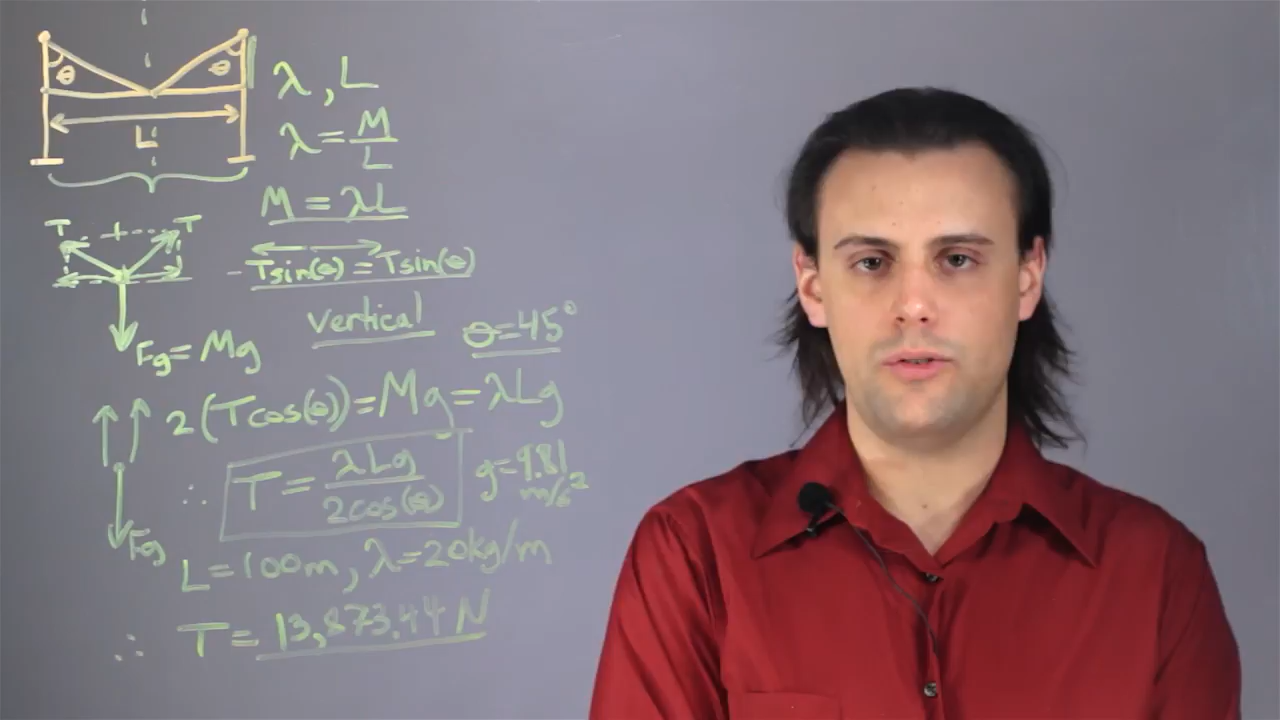 θ θ
L
λ, L
λ = M/L
M = λL
T T
-Tsin(θ) = Tsin(θ)
Vertical
θ=45°
Fg = Mg
2(Tcos(θ)) = Mg = λLg
∴ T = λLg/2cos(θ)
g=9.81 m/s²
Fg
L=100m, λ=20kg/m
∴ T = 13,873.44 N